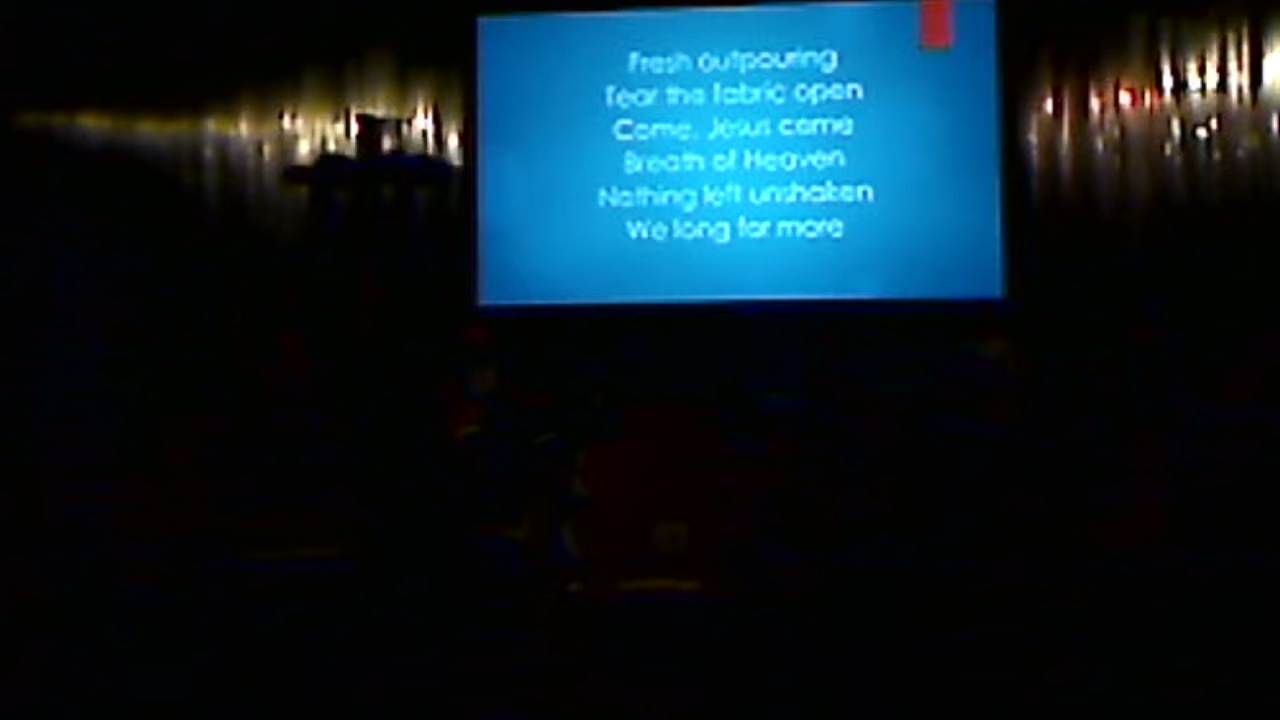 Fresh outpouring
Tear the fabric open
Come, Jesus come
Breath of Heaven
Nothing left unshaken
We long for more